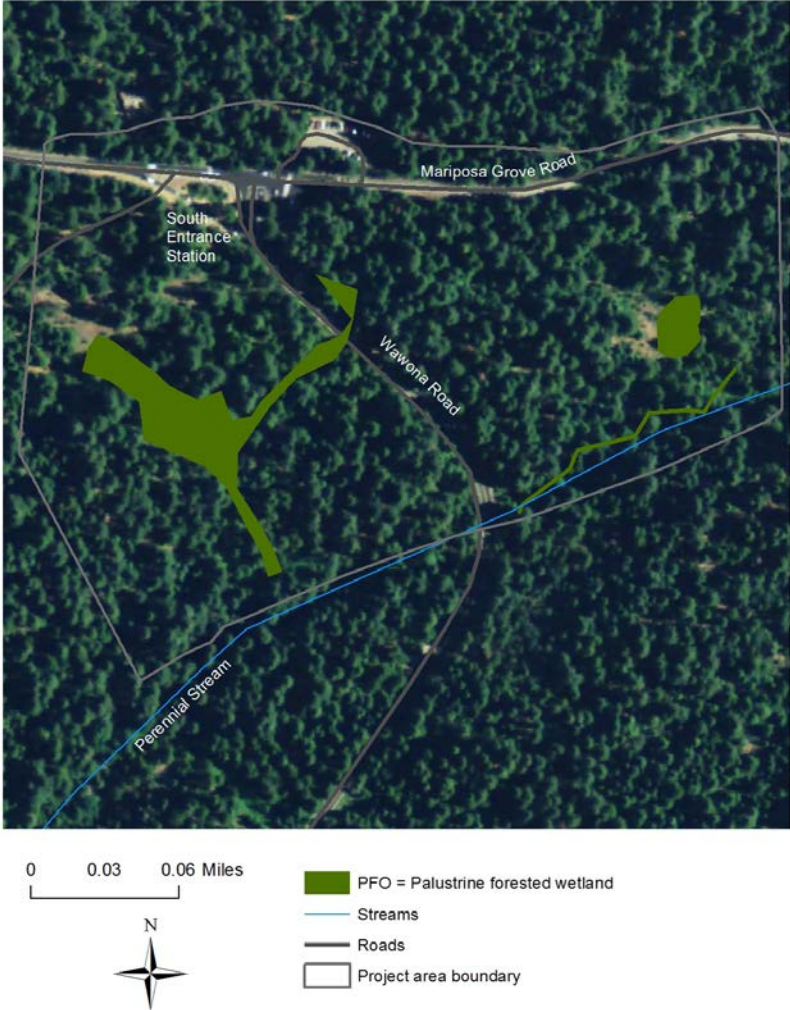 Mariposa Grove Road
South
Entrance
Station
Wawona Road
Perennial Stream
0 0.03 0.06 Miles
N
PFO = Palustrine forested wetland
Streams
Roads
Project area boundary